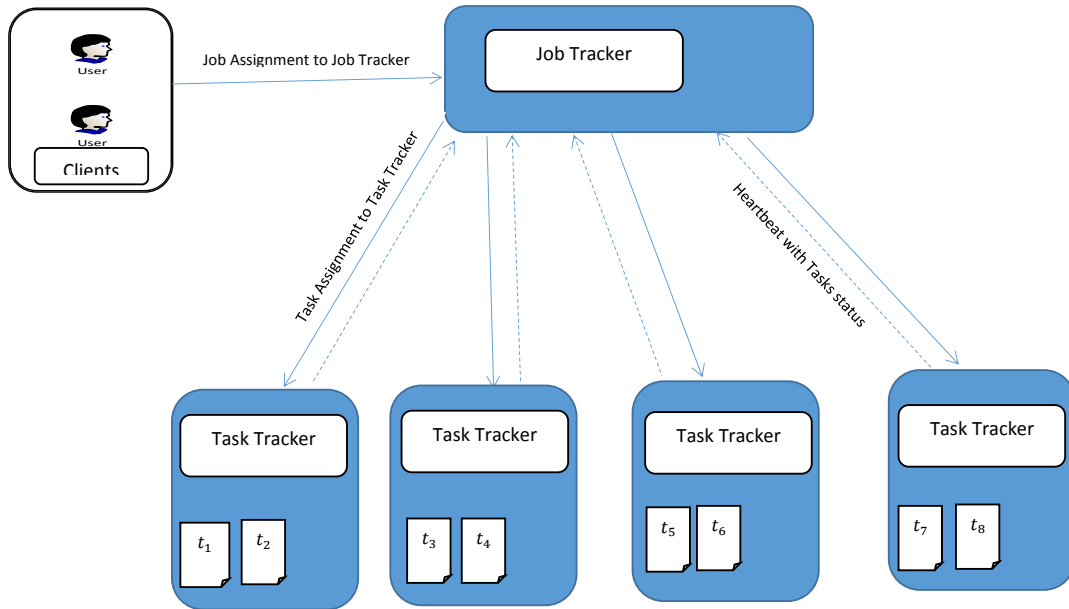 User
User
Clients
Job Assignment to Job Tracker
Job Tracker
Task Assignment to Task Tracker
Heartbeat with Tasks status
Task Tracker
t₁ t₂
Task Tracker
t₃ t₄
Task Tracker
t₅ t₆
Task Tracker
t₇ t₈